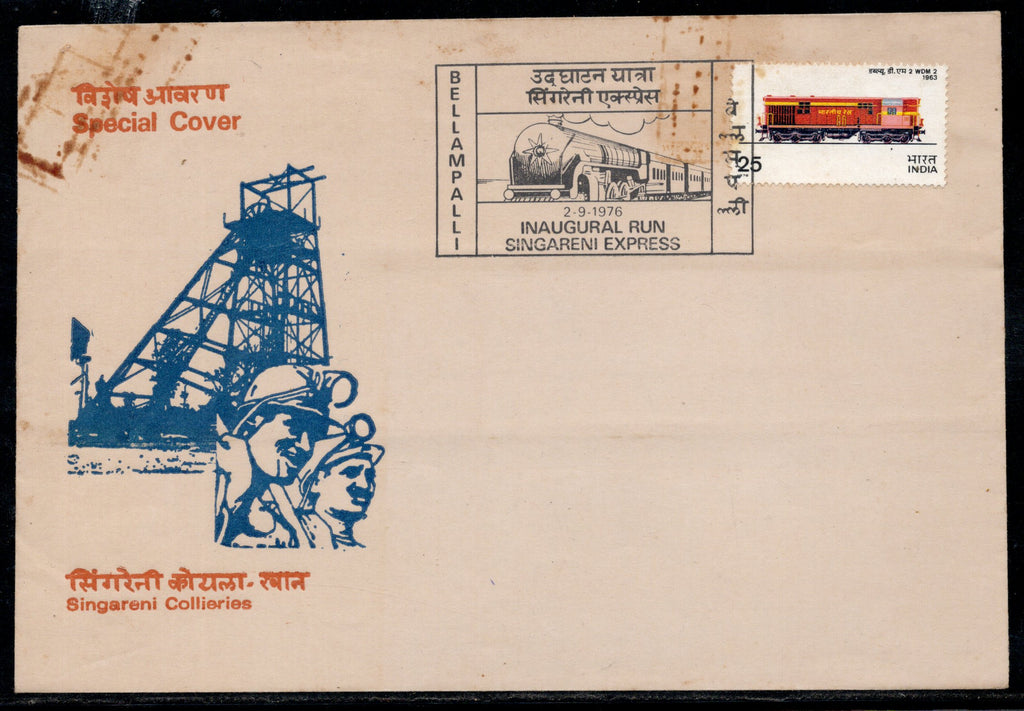 विशेष आवरण
Special Cover
BELLAMPALLI
उद्घाटन यात्रा
सिंगरेनी एक्स्प्रेस
2-9-1976
INAUGURAL RUN
SINGARENI EXPRESS
डब्ल्यू. डी. एम 2 WDM 2
1963
भारतीय रेल
25
भारत
INDIA
सिंगरेनी कोयला-खान
Singareni Collieries